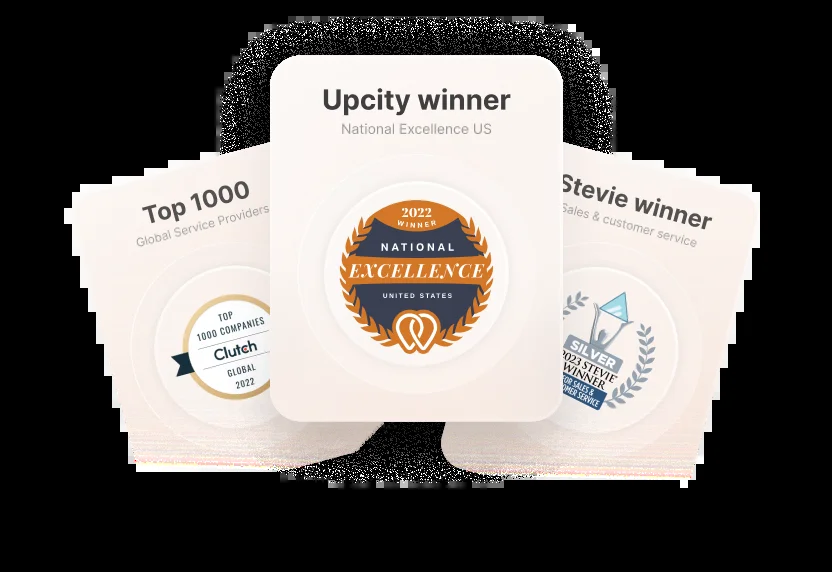 Upcity winner
National Excellence US
2022
WINNER
NATIONAL
EXCELLENCE
UNITED STATES
Top 1000
Global Service Providers
TOP
1000 COMPANIES
Clutch
GLOBAL
2022
Stevie winner
Sales & customer service
SILVER
2023 STEVIE
WINNER
FOR SALES &
OMER SERVICE